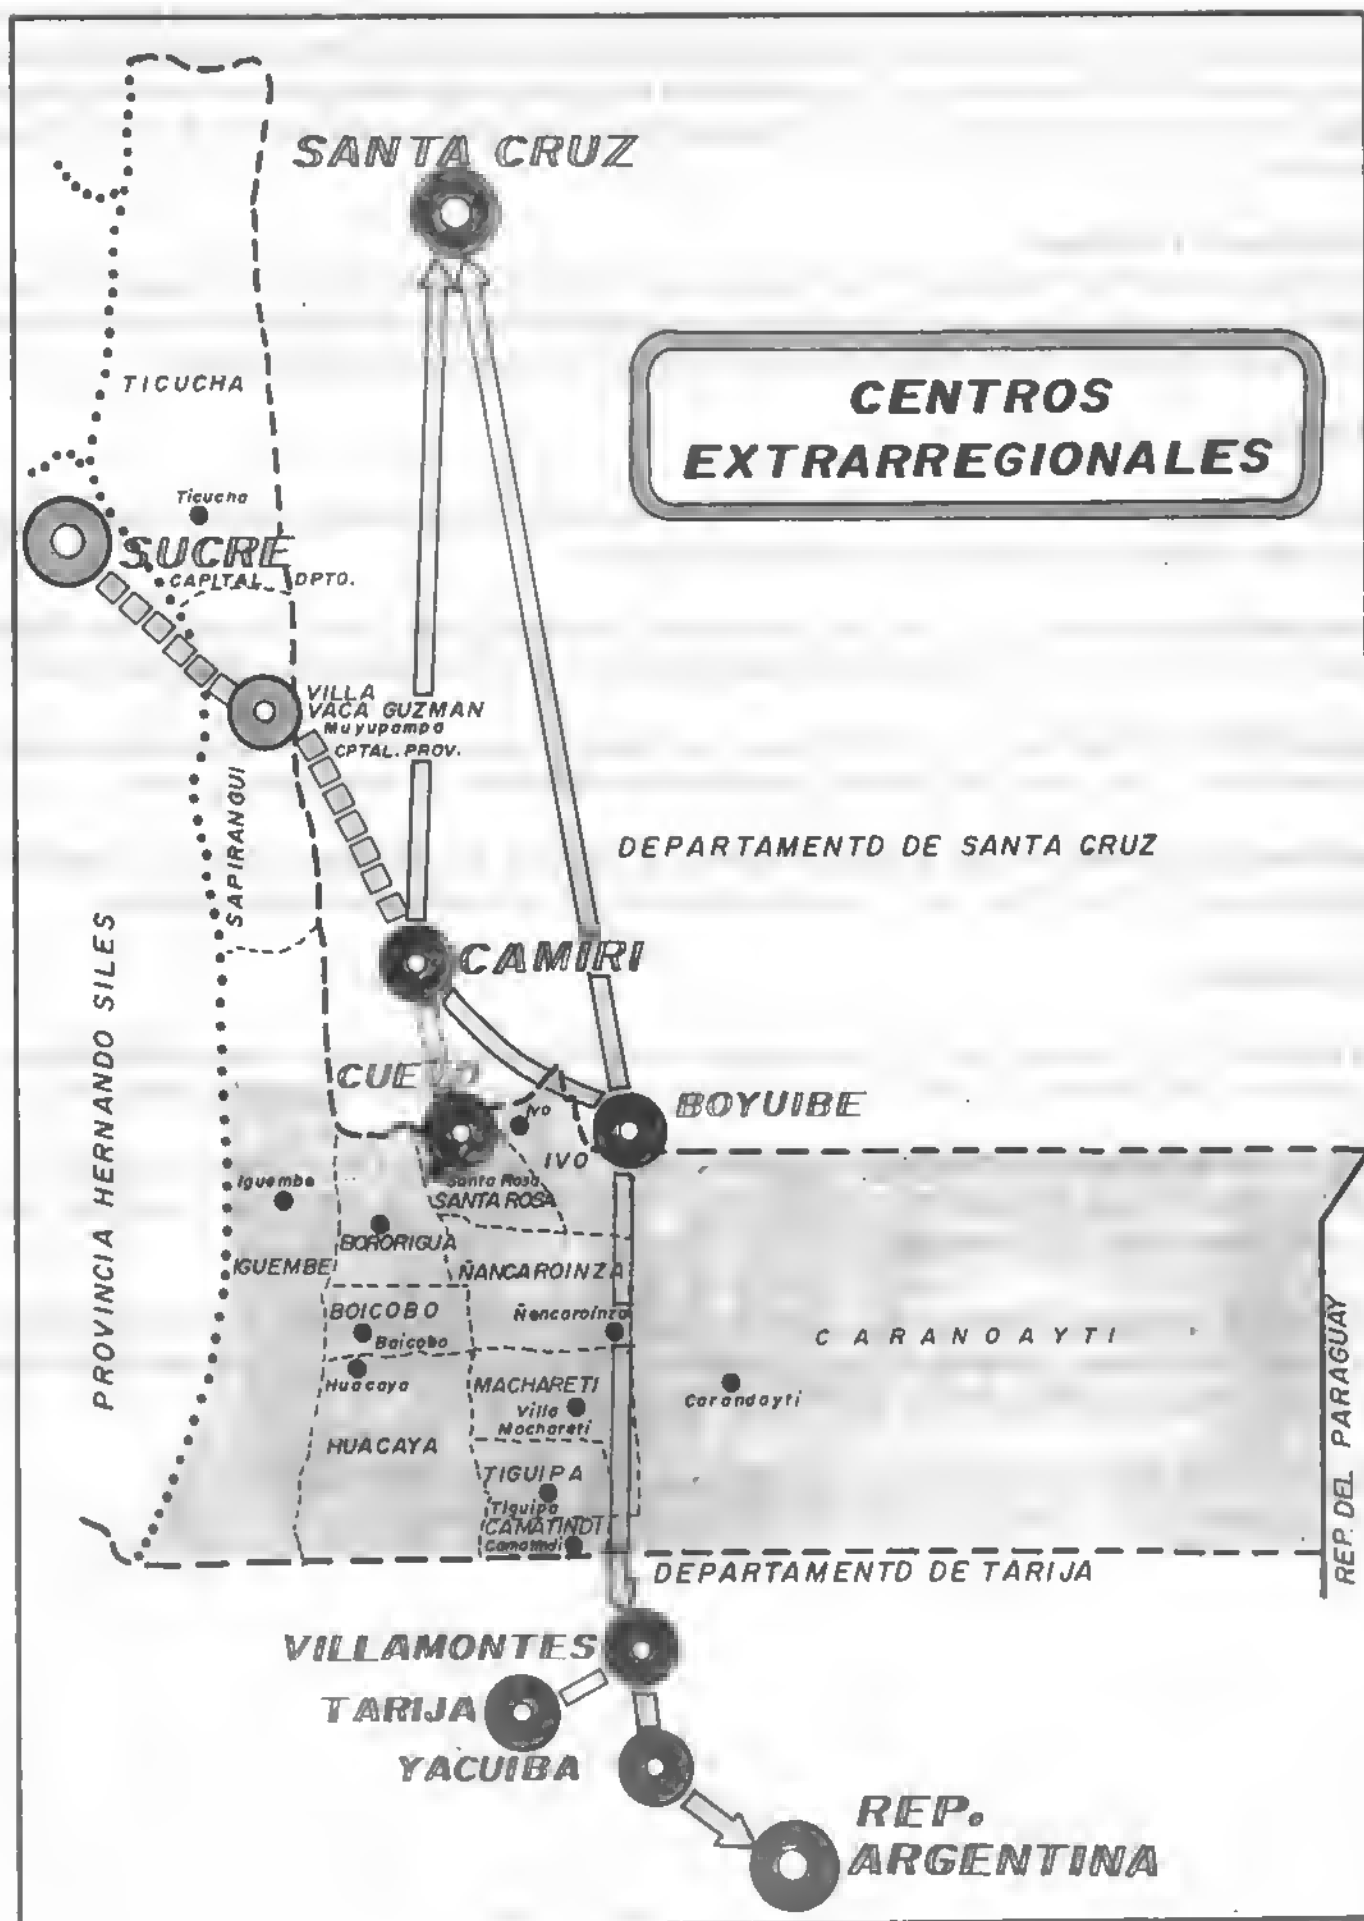 SANTA CRUZ
TICUCHA
CENTROS
EXTRARREGIONALES
Ticucha
SUCRE
CAPITAL DPTO.
VILLA
VACA GUZMAN
Muyupampa
CPTAL. PROV.
SAPIRANGUI
DEPARTAMENTO DE SANTA CRUZ
PROVINCIA HERNANDO SILES
CAMIRI
CUEVO
BOYUIBE
Ivo
IVO
Iguembe
Santa Rosa
SANTA ROSA
BORORIGUA
IGUEMBE
ÑANCAROINZA
BOICOBO
Boicobo
Ñancaroinza
CARANDAYTI
Huacaya
MACHARETI
Villa
Machareti
Carandayti
REP. DEL PARAGUAY
HUACAYA
TIGUIPA
Tiguipa
CAMATINDI
Camatindi
DEPARTAMENTO DE TARIJA
VILLAMONTES
TARIJA
YACUIBA
REP.
ARGENTINA